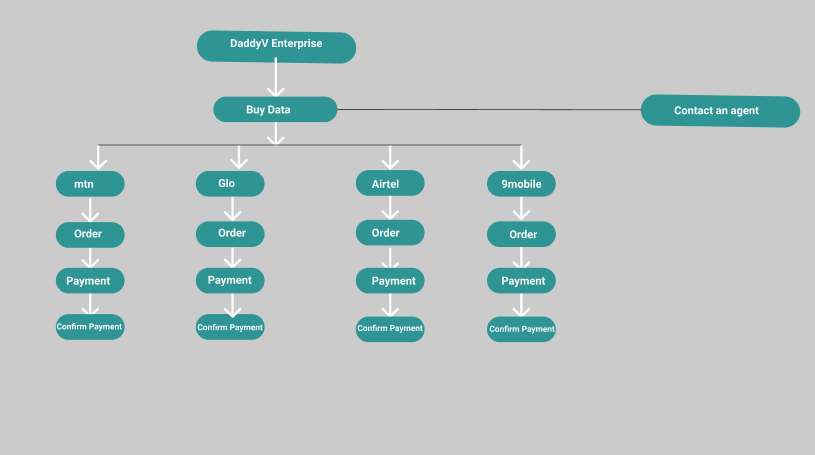 DaddyV Enterprise
Buy Data
Contact an agent
mtn
Glo
Airtel
9mobile
Order
Order
Order
Order
Payment
Payment
Payment
Payment
Confirm Payment
Confirm Payment
Confirm Payment
Confirm Payment